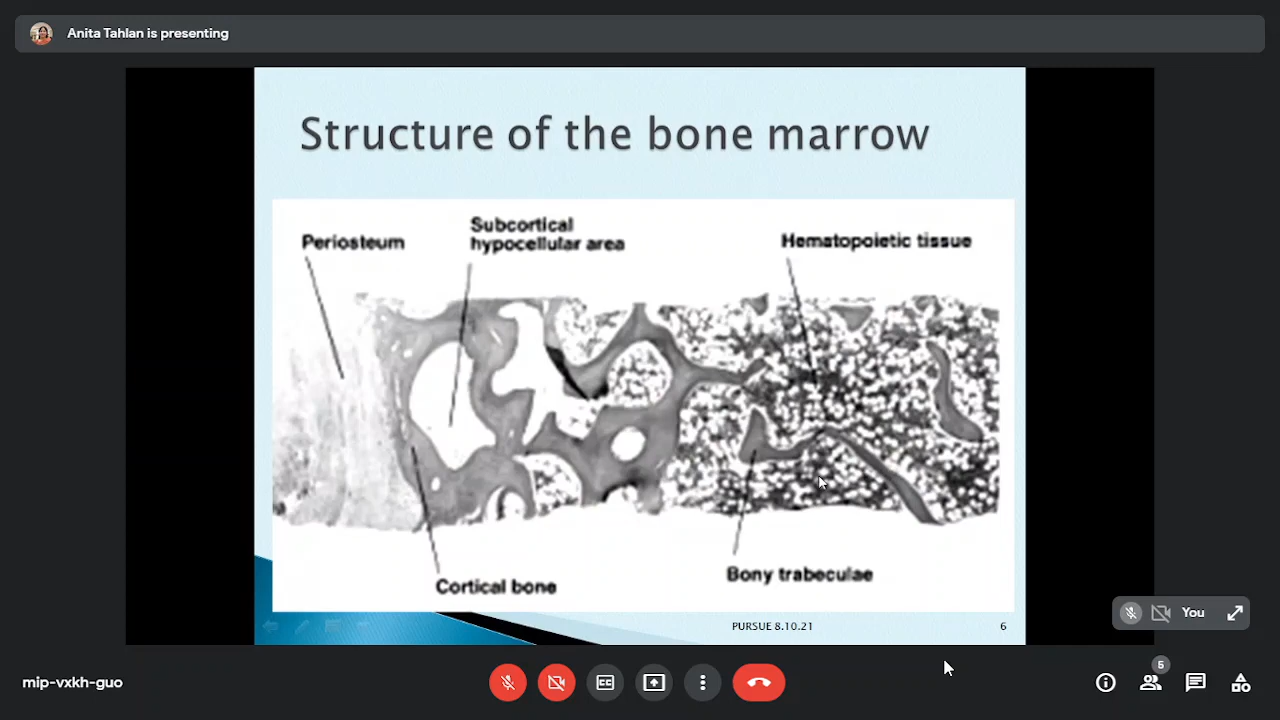 Anita Tahlan is presenting
Structure of the bone marrow
Periosteum
Subcortical
hypocellular area
Hematopoietic tissue
Cortical bone
Bony trabeculae
PURSUE 8.10.21
6
You
mip-vxkh-guo
CC
5